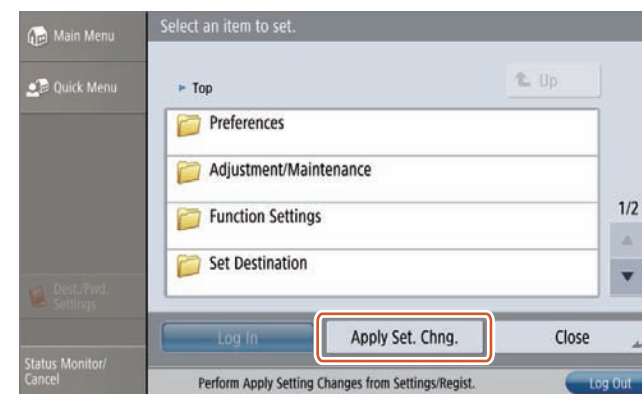 Main Menu
Select an item to set.
Quick Menu
Top
Up
Preferences
Adjustment/Maintenance
Function Settings
Set Destination
1/2
Dest./Fwd.
Settings
Log In
Apply Set. Chng.
Close
Status Monitor/
Cancel
Perform Apply Setting Changes from Settings/Regist.
Log Out